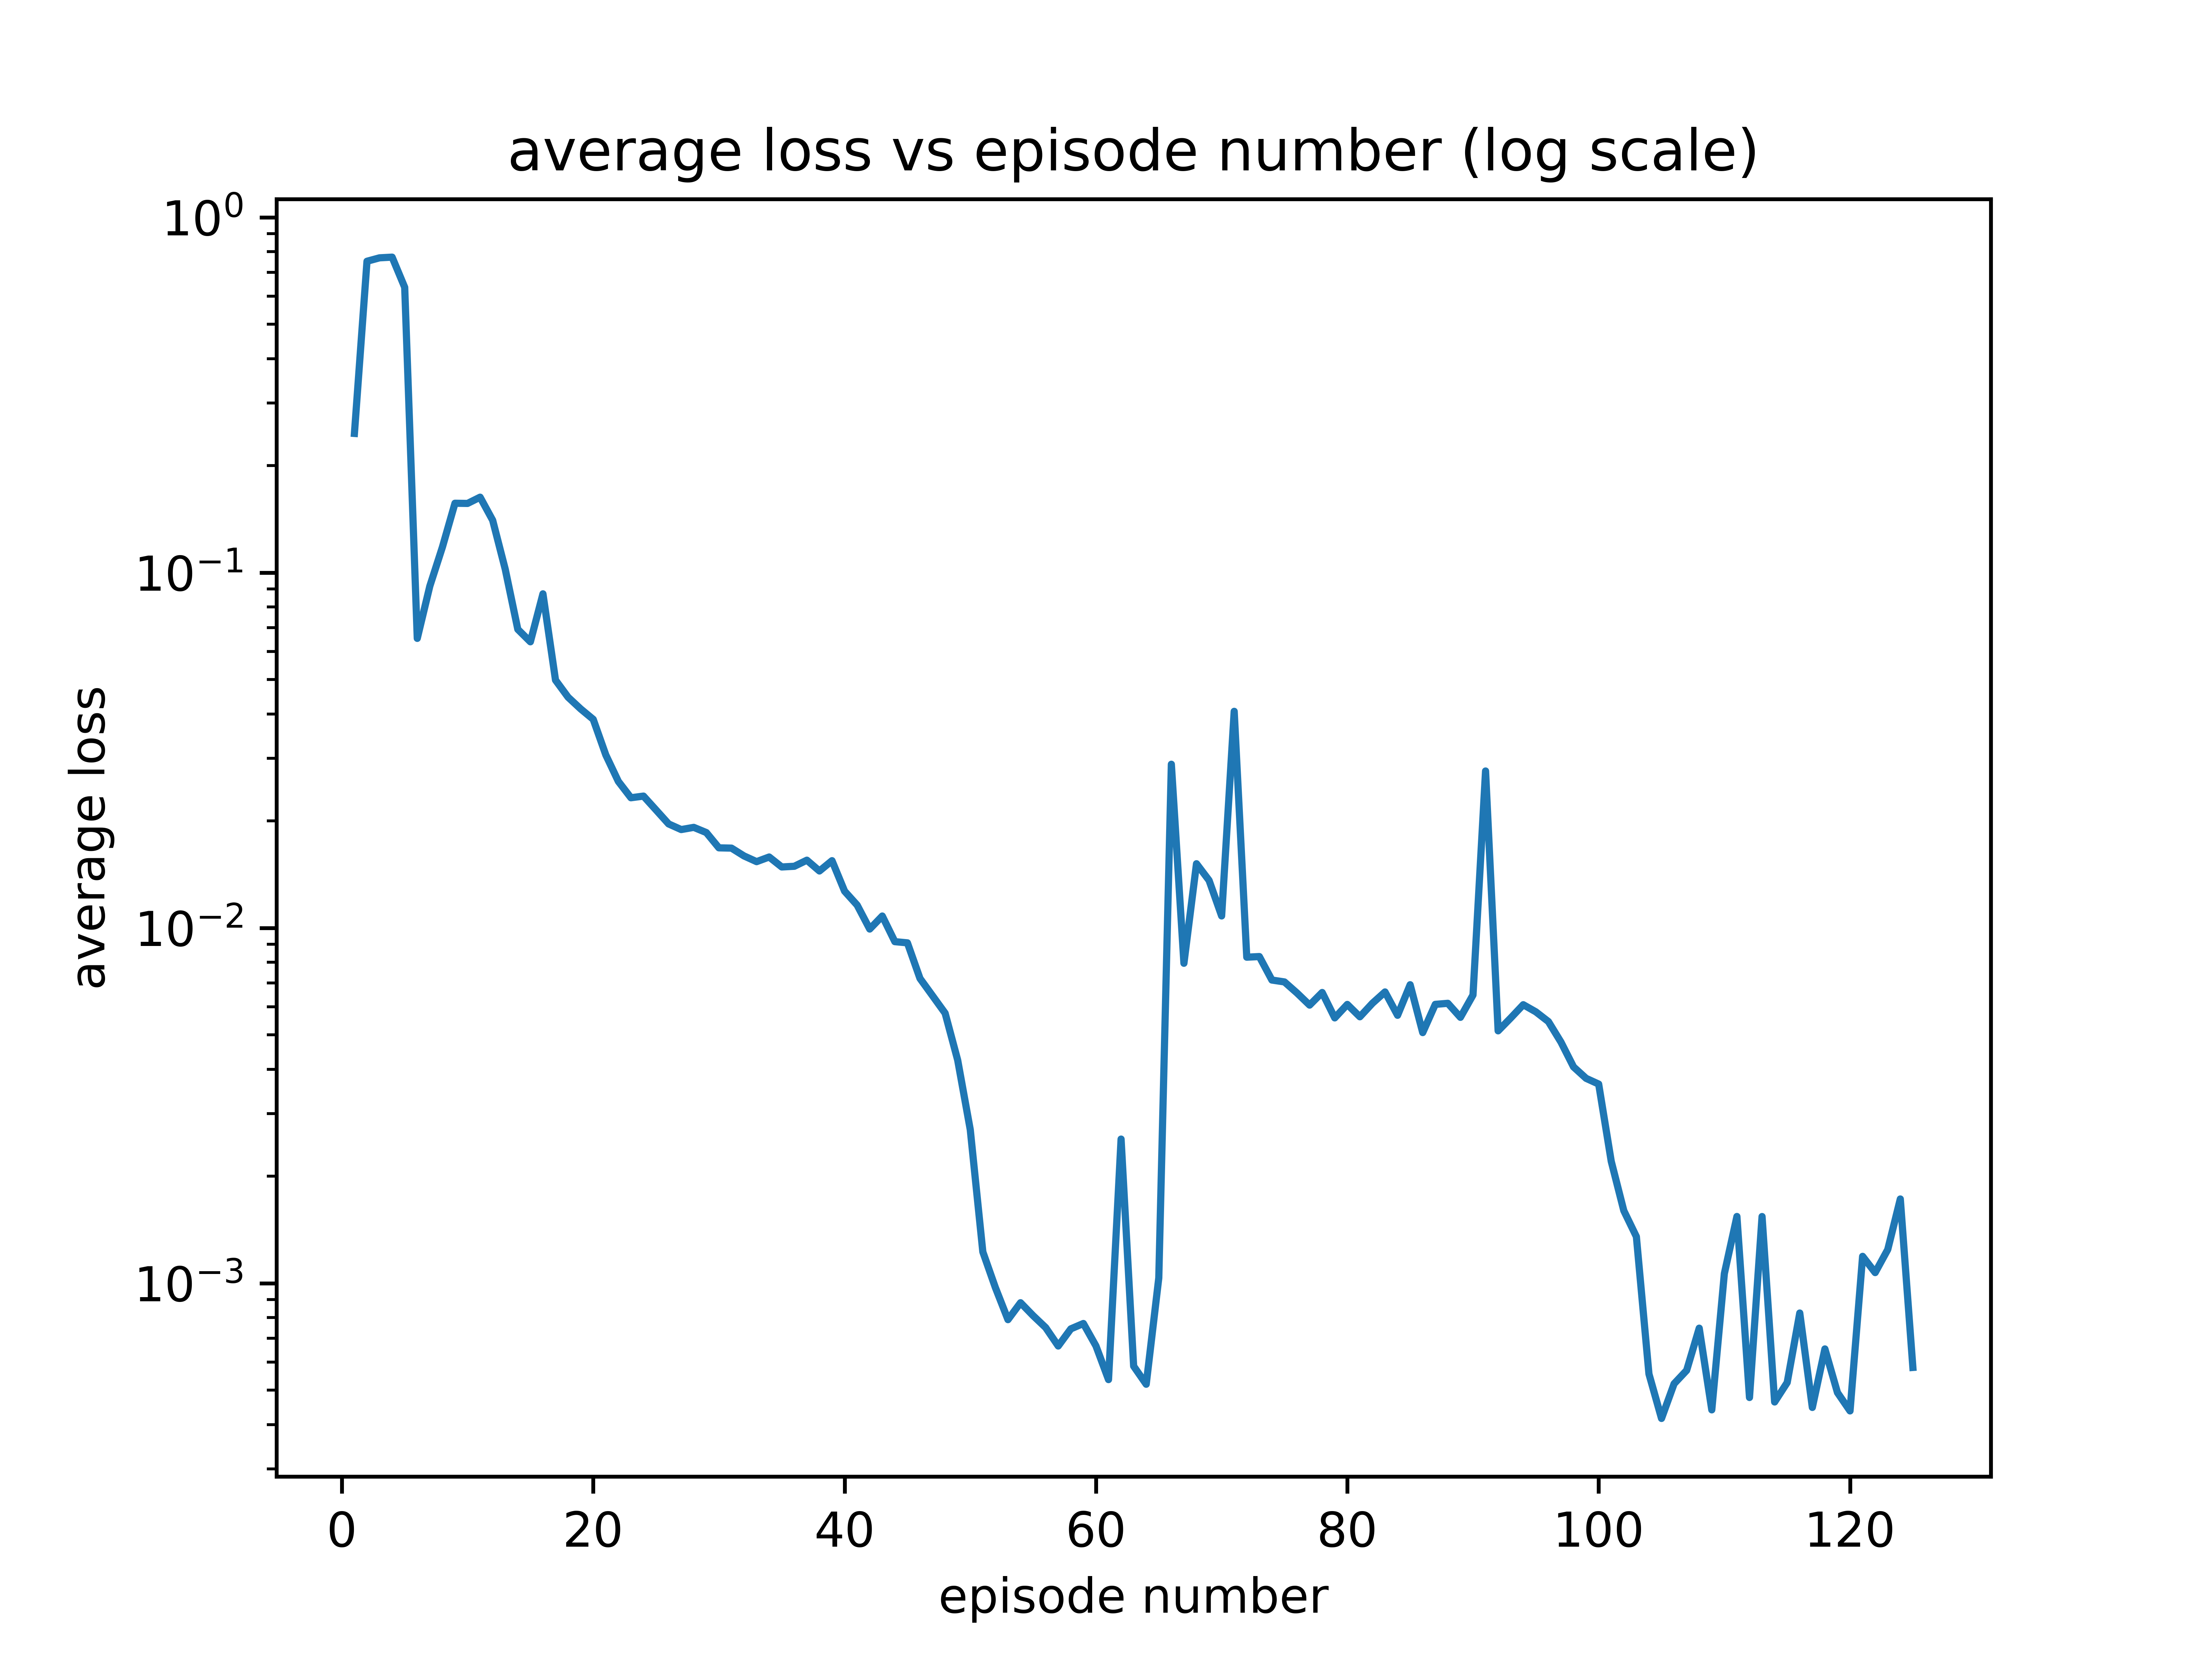 average loss vs episode number (log scale)
10⁰
10⁻¹
10⁻²
10⁻³
average loss
0 20 40 60 80 100 120
episode number